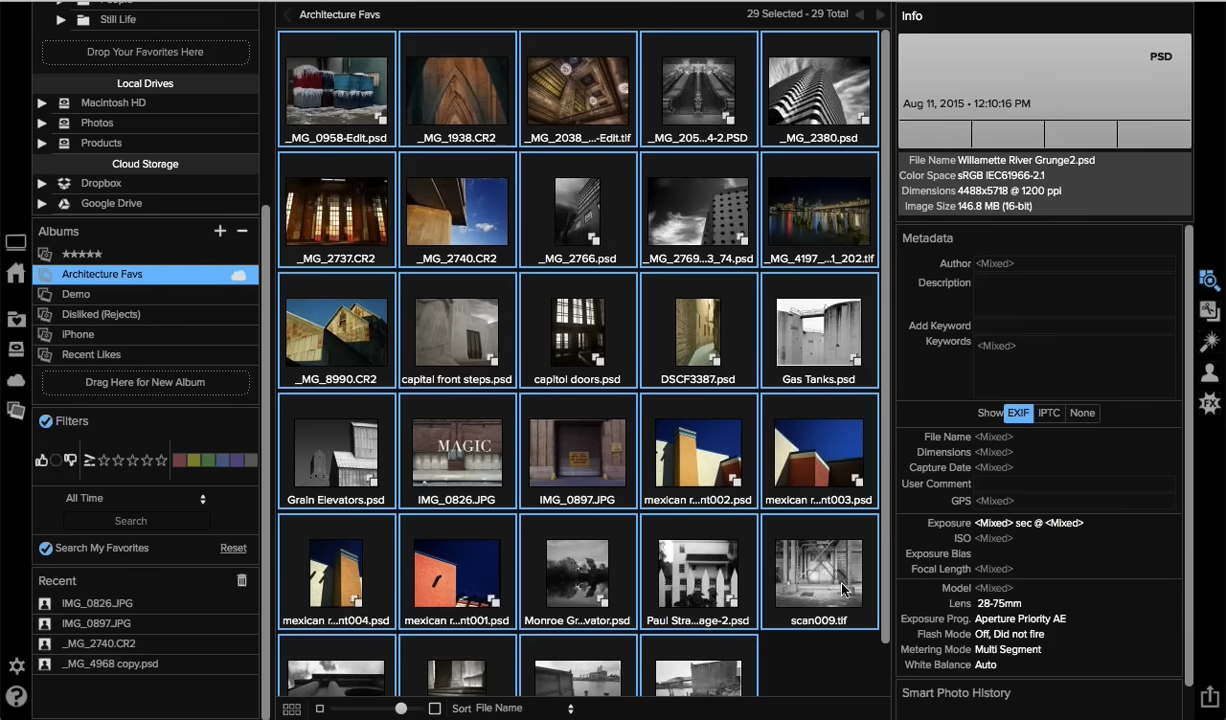 Still Life
Drop Your Favorites Here
Local Drives
Macintosh HD
Photos
Products
Cloud Storage
Dropbox
Google Drive
Albums
★★★★★
Architecture Favs
Demo
Disliked (Rejects)
iPhone
Recent Likes
Drag Here for New Album
Filters
All Time
Search
Search My Favorites Reset
Recent
IMG_0826.JPG
IMG_0897.JPG
_MG_2740.CR2
_MG_4968 copy.psd
Architecture Favs 29 Selected - 29 Total
_MG_0958-Edit.psd _MG_1938.CR2 _MG_2038_...-Edit.tif _MG_205...4-2.PSD _MG_2380.psd
_MG_2737.CR2 _MG_2740.CR2 _MG_2766.psd _MG_2769...3_74.psd _MG_4197_...1_202.tif
_MG_8990.CR2 capital front steps.psd capitol doors.psd DSCF3387.psd Gas Tanks.psd
MAGIC
Grain Elevators.psd IMG_0826.JPG IMG_0897.JPG mexican r...nt002.psd mexican r...nt003.psd
mexican r...nt004.psd mexican r...nt001.psd Monroe Gr...vator.psd Paul Stra...age-2.psd scan009.tif
Sort File Name
Info
PSD
Aug 11, 2015 • 12:10:16 PM
File Name Willamette River Grunge2.psd
Color Space sRGB IEC61966-2.1
Dimensions 4488x5718 @ 1200 ppi
Image Size 146.8 MB (16-bit)
Metadata
Author <Mixed>
Description
Add Keyword
Keywords <Mixed>
Show EXIF IPTC None
File Name <Mixed>
Dimensions <Mixed>
Capture Date <Mixed>
User Comment
GPS <Mixed>
Exposure <Mixed> sec @ <Mixed>
ISO <Mixed>
Exposure Bias
Focal Length <Mixed>
Model <Mixed>
Lens 28-75mm
Exposure Prog. Aperture Priority AE
Flash Mode Off, Did not fire
Metering Mode Multi Segment
White Balance Auto
Smart Photo History